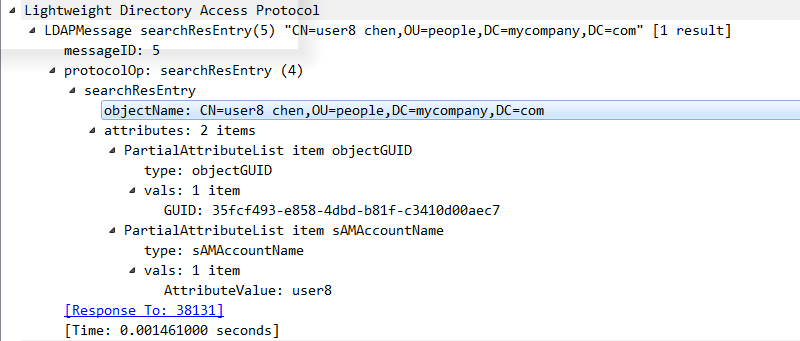 Lightweight Directory Access Protocol
LDAPMessage searchResEntry(5) "CN=user8 chen,OU=people,DC=mycompany,DC=com" [1 result]
messageID: 5
protocolOp: searchResEntry (4)
searchResEntry
objectName: CN=user8 chen,OU=people,DC=mycompany,DC=com
attributes: 2 items
PartialAttributeList item objectGUID
type: objectGUID
vals: 1 item
GUID: 35fcf493-e858-4dbd-b81f-c3410d00aec7
PartialAttributeList item sAMAccountName
type: sAMAccountName
vals: 1 item
AttributeValue: user8
[Response To: 38131]
[Time: 0.001461000 seconds]